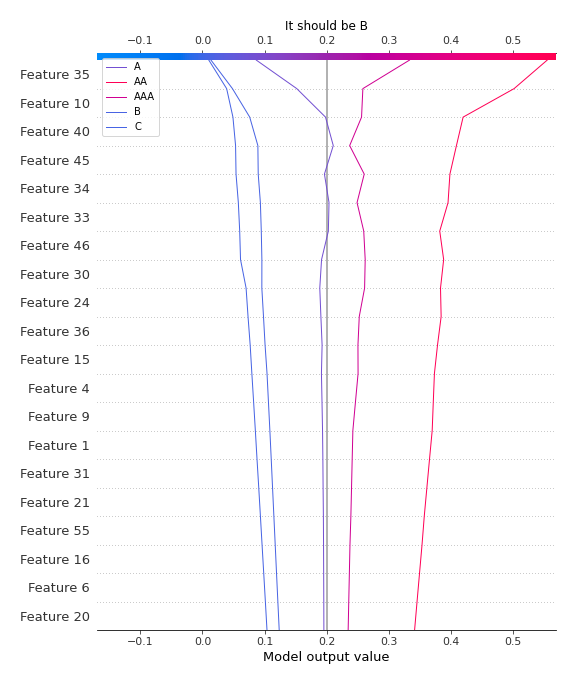 It should be B
−0.1 0.0 0.1 0.2 0.3 0.4 0.5
A
AA
AAA
B
C
Feature 35
Feature 10
Feature 40
Feature 45
Feature 34
Feature 33
Feature 46
Feature 30
Feature 24
Feature 36
Feature 15
Feature 4
Feature 9
Feature 1
Feature 31
Feature 21
Feature 55
Feature 16
Feature 6
Feature 20
−0.1 0.0 0.1 0.2 0.3 0.4 0.5
Model output value